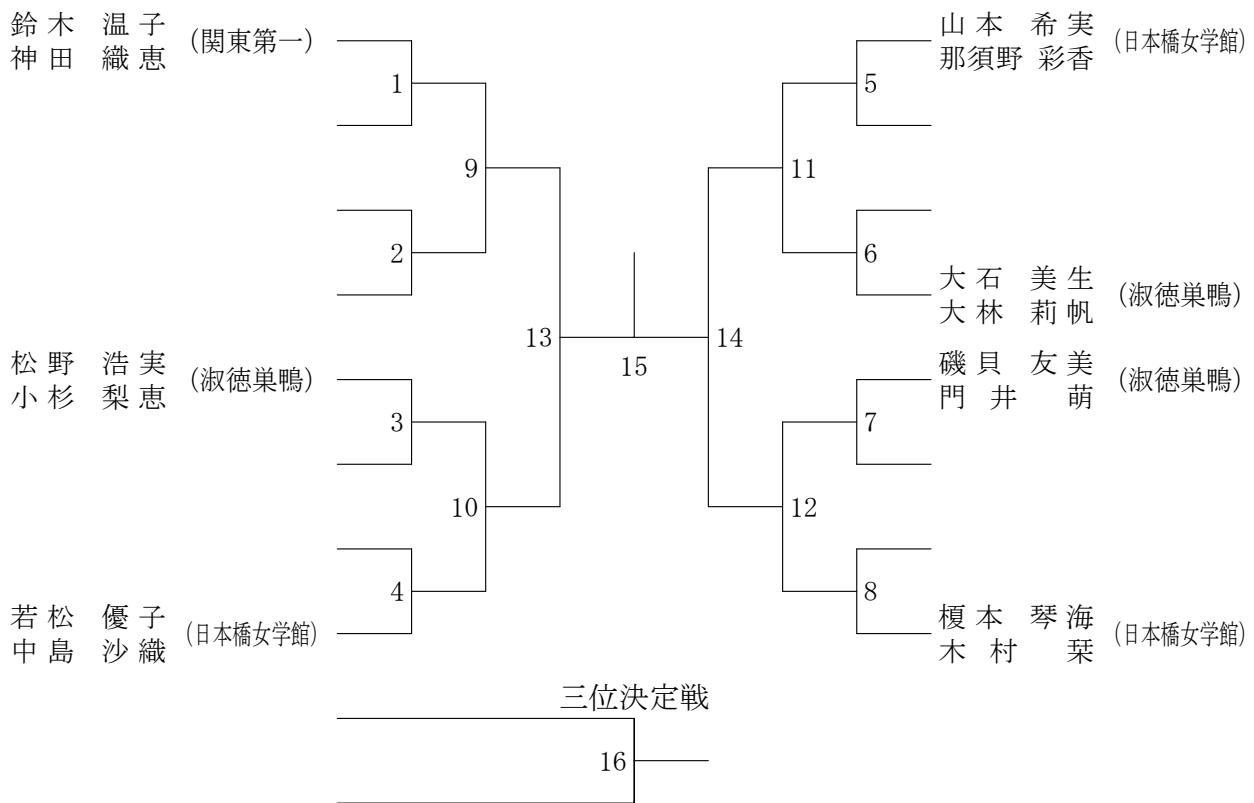 鈴木 温子
神田 織恵
(関東第一)
1
9
2
松野 浩実
小杉 梨恵
(淑徳巣鴨)
3
10
4
若松 優子
中島 沙織
(日本橋女学館)
13
15
14
山本 希実
那須野 彩香
(日本橋女学館)
5
11
6
大石 美生
大林 莉帆
(淑徳巣鴨)
磯貝 友美
門井 萌
(淑徳巣鴨)
7
12
8
榎本 琴海
木村 栞
(日本橋女学館)
三位決定戦
16